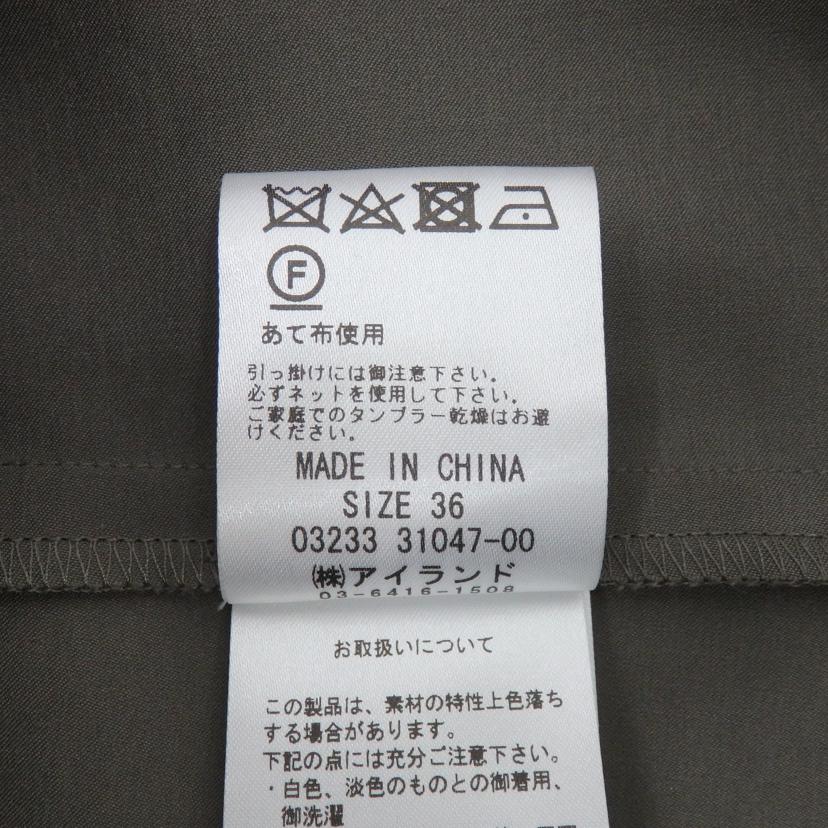 F
あて布使用
引っ掛けには御注意下さい。
必ずネットを使用して下さい。
ご家庭でのタンブラー乾燥はお避
けください。
MADE IN CHINA
SIZE 36
03233 31047-00
㈱アイランド
03-6416-1508
お取扱いについて
この製品は、素材の特性上色落ち
する場合があります。
下記の点には充分ご注意下さい。
・白色、淡色のものとの御着用、
御洗濯